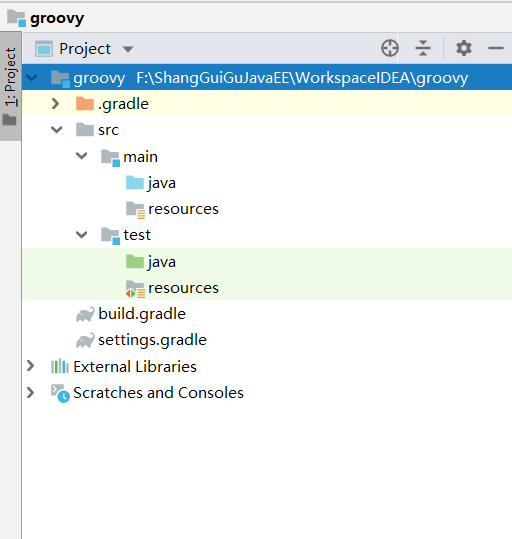 groovy
1: Project
Project
groovy F:\ShangGuiGuJavaEE\WorkspaceIDEA\groovy
.gradle
src
main
java
resources
test
java
resources
build.gradle
settings.gradle
External Libraries
Scratches and Consoles